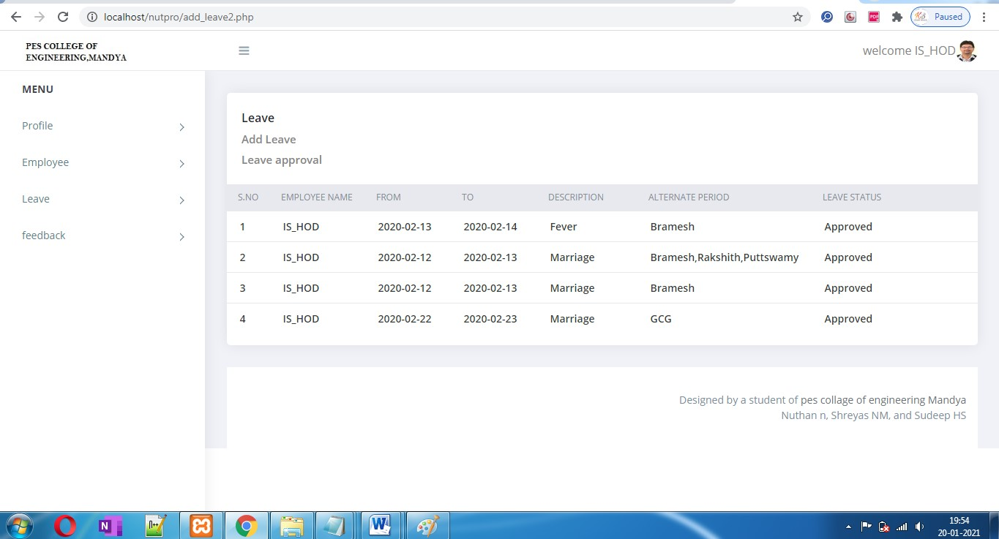 localhost/nutpro/add_leave2.php
PDF
Paused
PES COLLEGE OF
ENGINEERING,MANDYA
welcome IS_HOD
MENU
Profile
Employee
Leave
feedback
Leave
Add Leave
Leave approval
S.NO EMPLOYEE NAME FROM TO DESCRIPTION ALTERNATE PERIOD LEAVE STATUS
1 IS_HOD 2020-02-13 2020-02-14 Fever Bramesh Approved
2 IS_HOD 2020-02-12 2020-02-13 Marriage Bramesh,Rakshith,Puttswamy Approved
3 IS_HOD 2020-02-12 2020-02-13 Marriage Bramesh Approved
4 IS_HOD 2020-02-22 2020-02-23 Marriage GCG Approved
Designed by a student of pes collage of engineering Mandya
Nuthan n, Shreyas NM, and Sudeep HS
N
W
19:54
20-01-2021